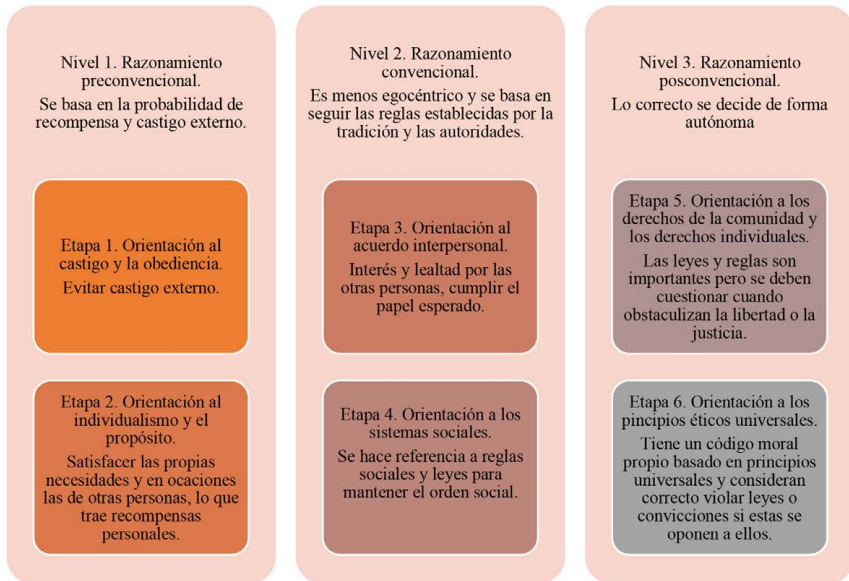 Nivel 1. Razonamiento
preconvencional.
Se basa en la probabilidad de
recompensa y castigo externo.
Etapa 1. Orientación al
castigo y la obediencia.
Evitar castigo externo.
Etapa 2. Orientación al
individualismo y el
propósito.
Satisfacer las propias
necesidades y en ocaciones
las de otras personas, lo que
trae recompensas
personales.
Nivel 2. Razonamiento
convencional.
Es menos egocéntrico y se basa en
seguir las reglas establecidas por la
tradición y las autoridades.
Etapa 3. Orientación al
acuerdo interpersonal.
Interés y lealtad por las
otras personas, cumplir el
papel esperado.
Etapa 4. Orientación a los
sistemas sociales.
Se hace referencia a reglas
sociales y leyes para
mantener el orden social.
Nivel 3. Razonamiento
posconvencional.
Lo correcto se decide de forma
autónoma
Etapa 5. Orientación a los
derechos de la comunidad y
los derechos individuales.
Las leyes y reglas son
importantes pero se deben
cuestionar cuando
obstaculizan la libertad o la
justicia.
Etapa 6. Orientación a los
pincipios éticos universales.
Tiene un código moral
propio basado en principios
universales y consideran
correcto violar leyes o
convicciones si estas se
oponen a ellos.